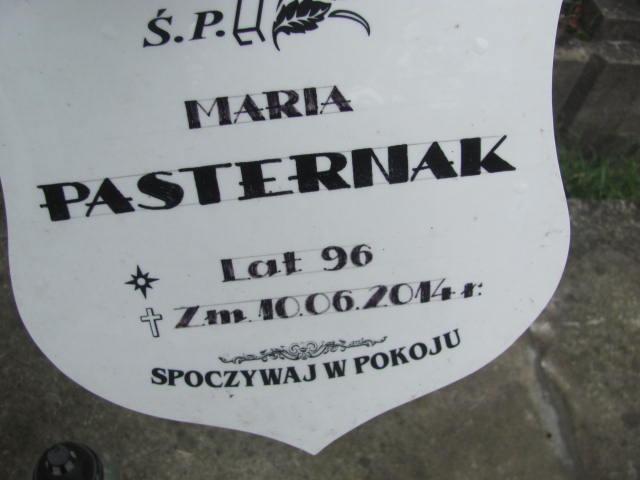 Ś.P.
MARIA
PASTERNAK
Lat 96
Zm. 10.06.2014 r.
SPOCZYWAJ W POKOJU